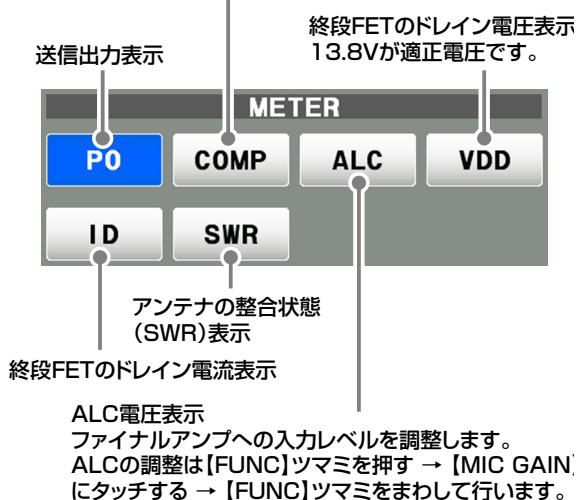 終段FETのドレイン電圧表示
送信出力表示
13.8Vが適正電圧です。
METER
PO
COMP
ALC
VDD
ID
SWR
アンテナの整合状態
(SWR)表示
終段FETのドレイン電流表示
ALC電圧表示
ファイナルアンプへの入力レベルを調整します。
ALCの調整は【FUNC】ツマミを押す → 【MIC GAIN】
にタッチする → 【FUNC】ツマミをまわして行います。